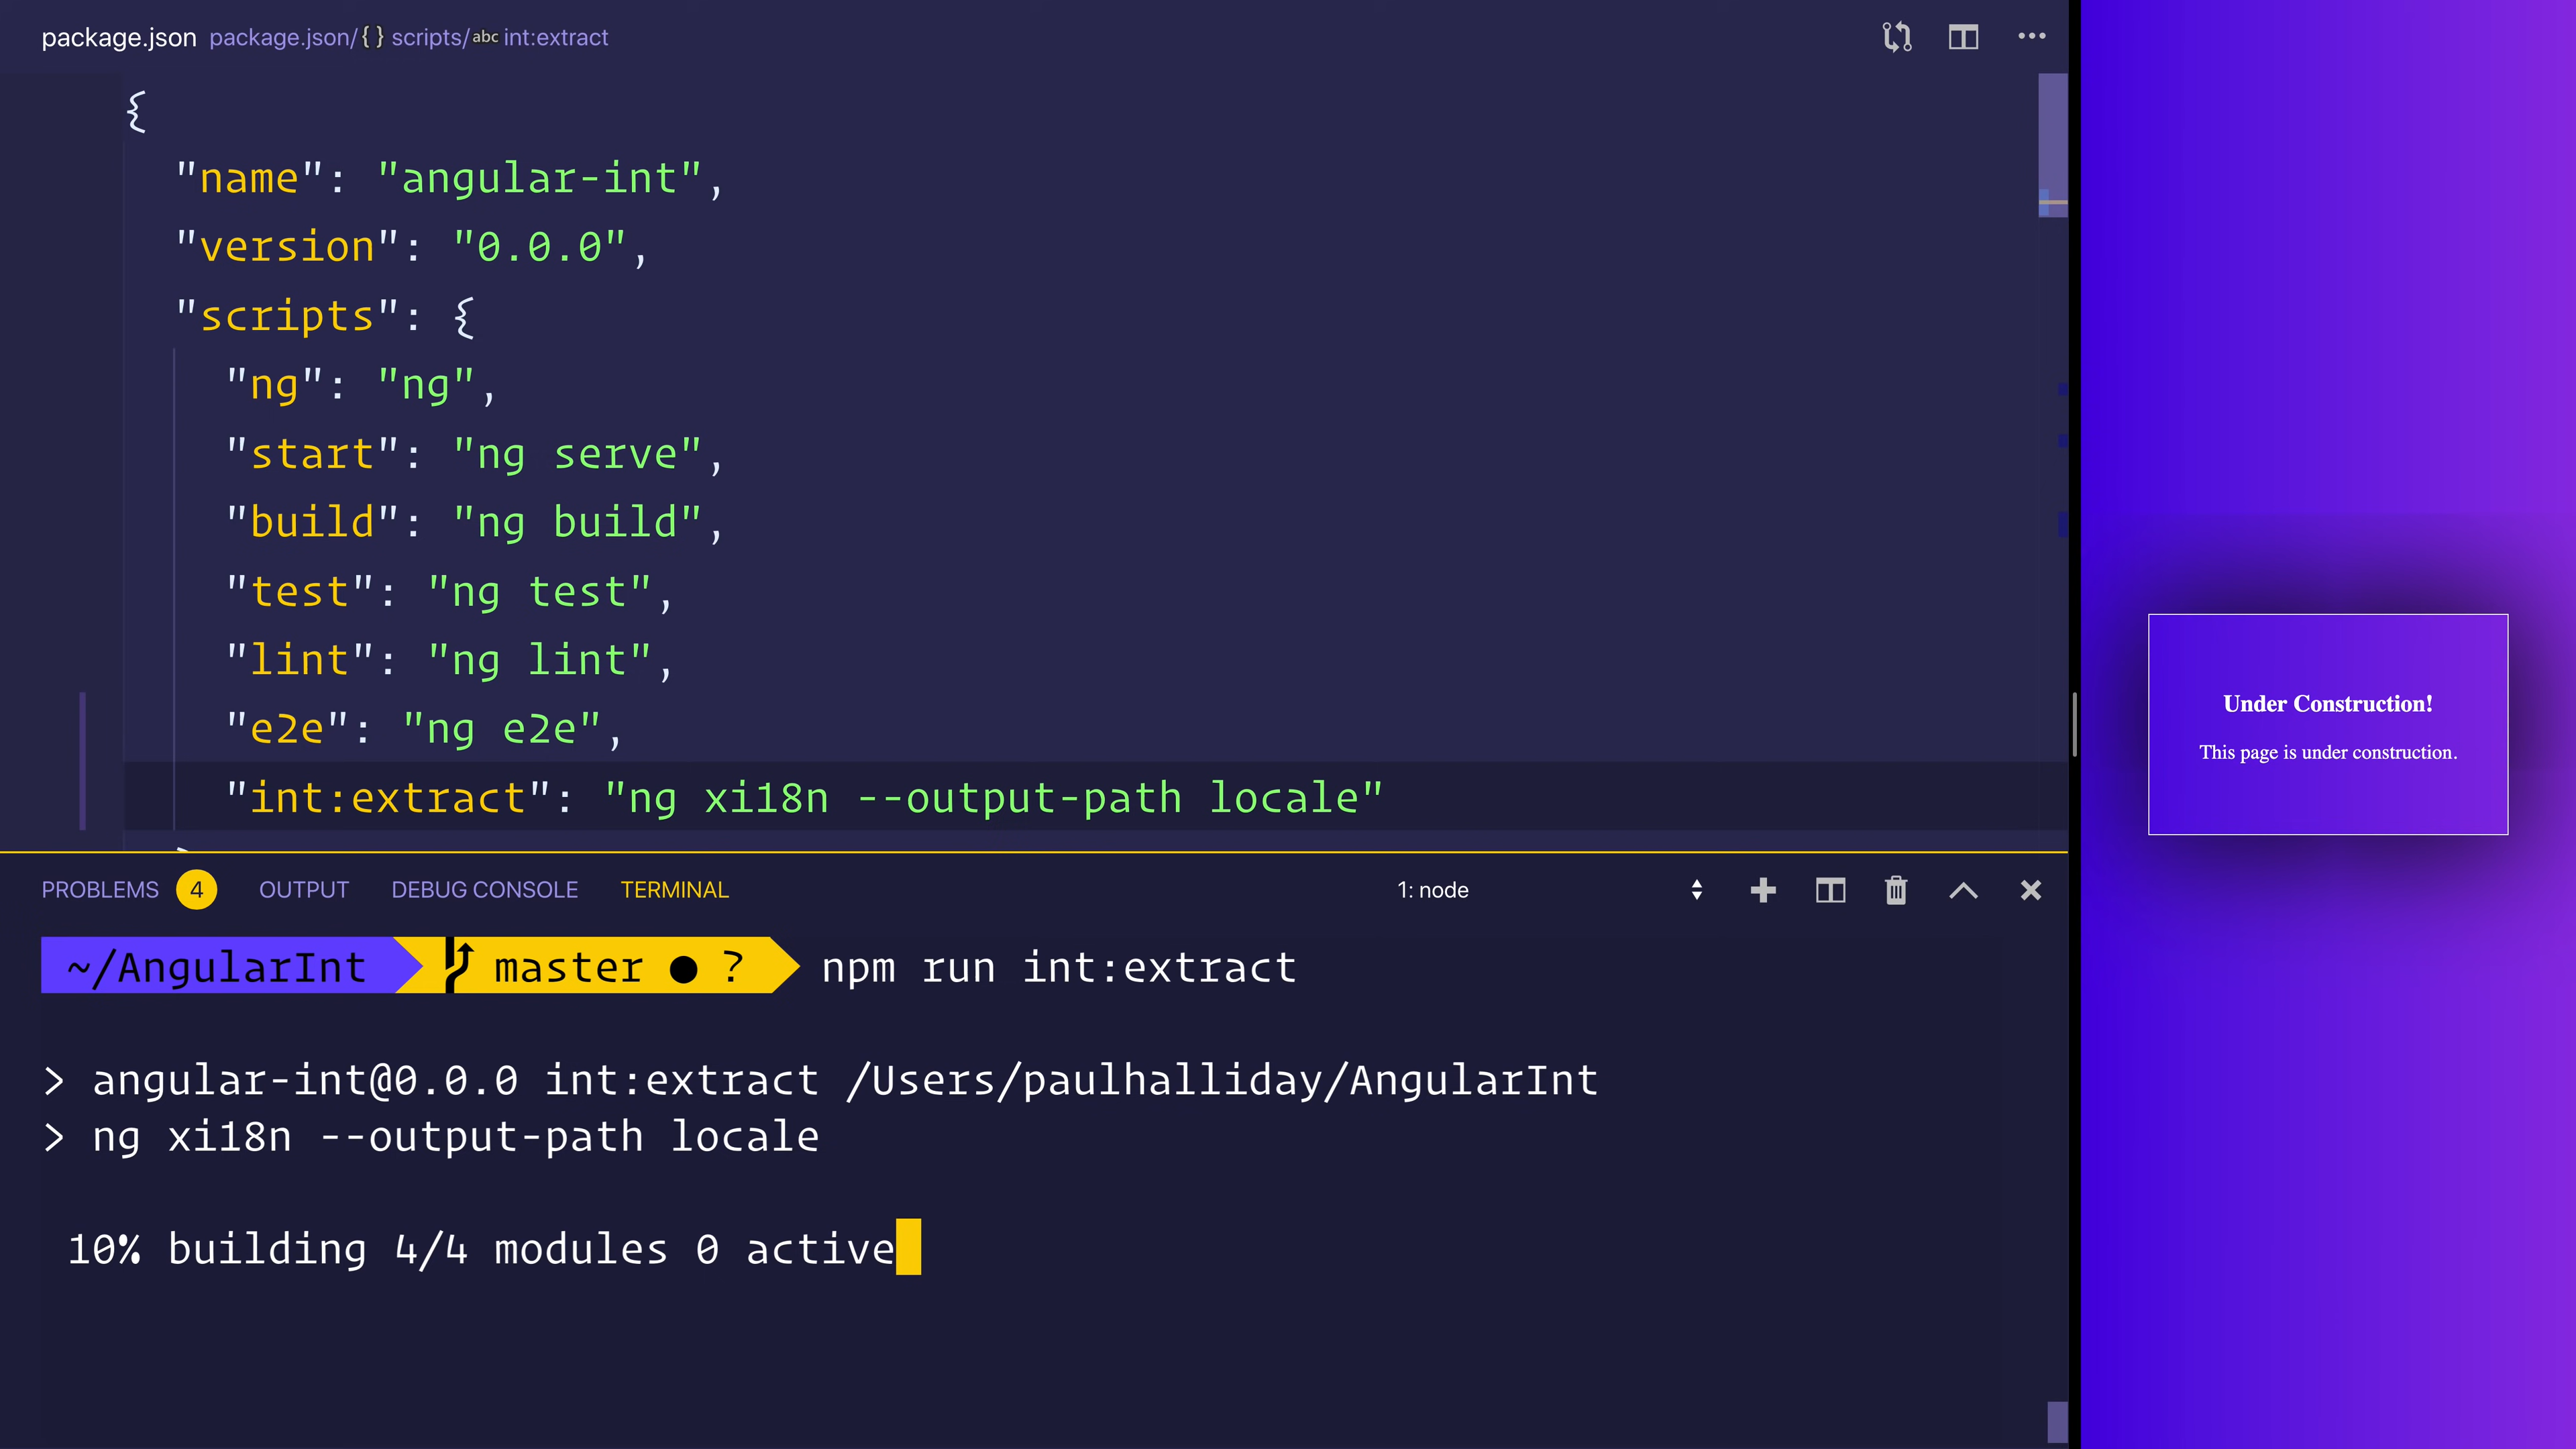 package.json package.json/{} scripts/abc int:extract
{
"name": "angular-int",
"version": "0.0.0",
"scripts": {
"ng": "ng",
"start": "ng serve",
"build": "ng build",
"test": "ng test",
"lint": "ng lint",
"e2e": "ng e2e",
"int:extract": "ng xi18n --output-path locale"
PROBLEMS 4 OUTPUT DEBUG CONSOLE TERMINAL 1: node
~/AngularInt master ● ? npm run int:extract
> angular-int@0.0.0 int:extract /Users/paulhalliday/AngularInt
> ng xi18n --output-path locale
10% building 4/4 modules 0 active
Under Construction!
This page is under construction.